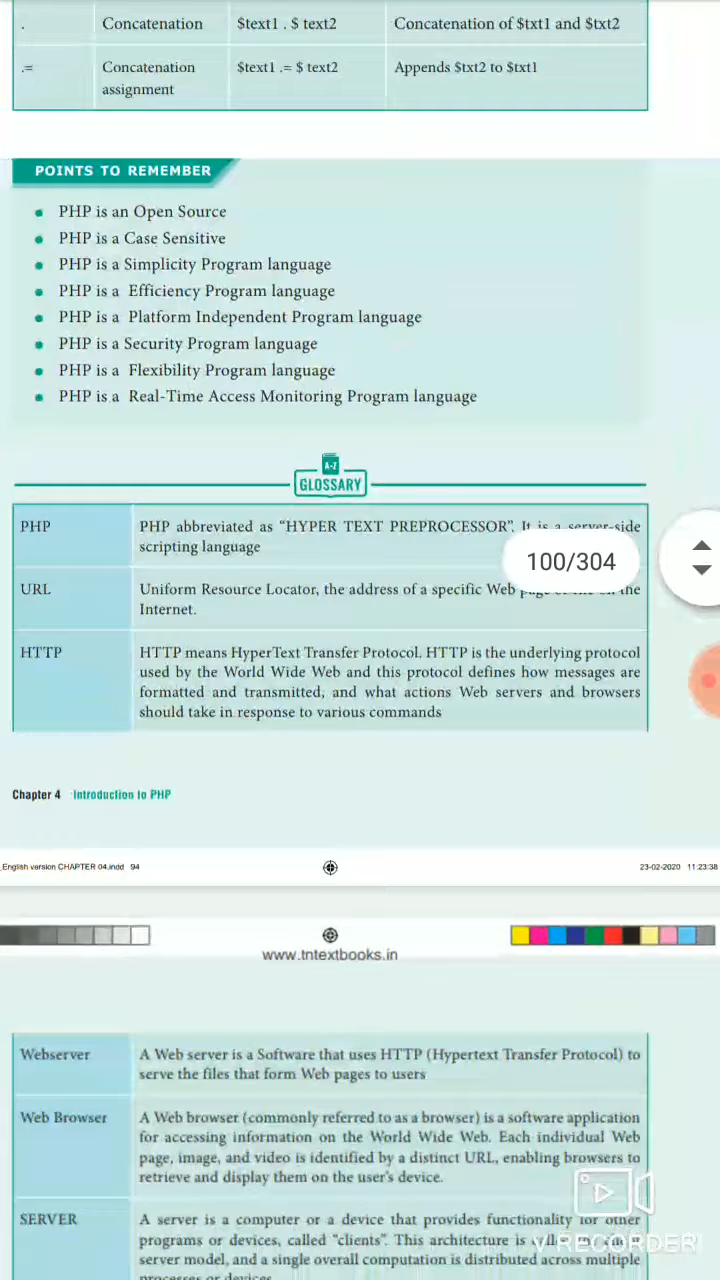 . Concatenation $text1 . $ text2 Concatenation of $txt1 and $txt2
.= Concatenation $text1 .= $ text2 Appends $txt2 to $txt1
assignment
POINTS TO REMEMBER
• PHP is an Open Source
• PHP is a Case Sensitive
• PHP is a Simplicity Program language
• PHP is a Efficiency Program language
• PHP is a Platform Independent Program language
• PHP is a Security Program language
• PHP is a Flexibility Program language
• PHP is a Real-Time Access Monitoring Program language
A-Z
GLOSSARY
PHP PHP abbreviated as “HYPER TEXT PREPROCESSOR”. It is a server-side
scripting language
100/304
URL Uniform Resource Locator, the address of a specific Web the
Internet.
HTTP HTTP means HyperText Transfer Protocol. HTTP is the underlying protocol
used by the World Wide Web and this protocol defines how messages are
formatted and transmitted, and what actions Web servers and browsers
should take in response to various commands
Chapter 4 Introduction to PHP
_English version CHAPTER 04.indd 94 23-02-2020 11:23:38
www.tntextbooks.in
Webserver A Web server is a Software that uses HTTP (Hypertext Transfer Protocol) to
serve the files that form Web pages to users
Web Browser A Web browser (commonly referred to as a browser) is a software application
for accessing information on the World Wide Web. Each individual Web
page, image, and video is identified by a distinct URL, enabling browsers to
retrieve and display them on the user's device.
SERVER A server is a computer or a device that provides functionality for other
programs or devices, called “clients”. This architecture is
server model, and a single overall computation is distributed across multiple
processes or devices
V RECORDER